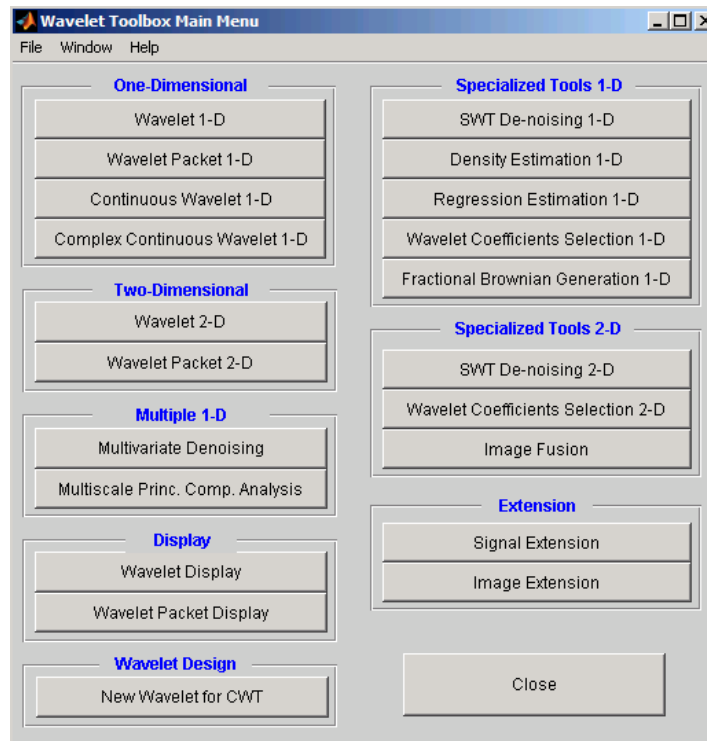 Wavelet Toolbox Main Menu
File Window Help
One-Dimensional
Wavelet 1-D
Wavelet Packet 1-D
Continuous Wavelet 1-D
Complex Continuous Wavelet 1-D
Two-Dimensional
Wavelet 2-D
Wavelet Packet 2-D
Multiple 1-D
Multivariate Denoising
Multiscale Princ. Comp. Analysis
Display
Wavelet Display
Wavelet Packet Display
Wavelet Design
New Wavelet for CWT
Specialized Tools 1-D
SWT De-noising 1-D
Density Estimation 1-D
Regression Estimation 1-D
Wavelet Coefficients Selection 1-D
Fractional Brownian Generation 1-D
Specialized Tools 2-D
SWT De-noising 2-D
Wavelet Coefficients Selection 2-D
Image Fusion
Extension
Signal Extension
Image Extension
Close